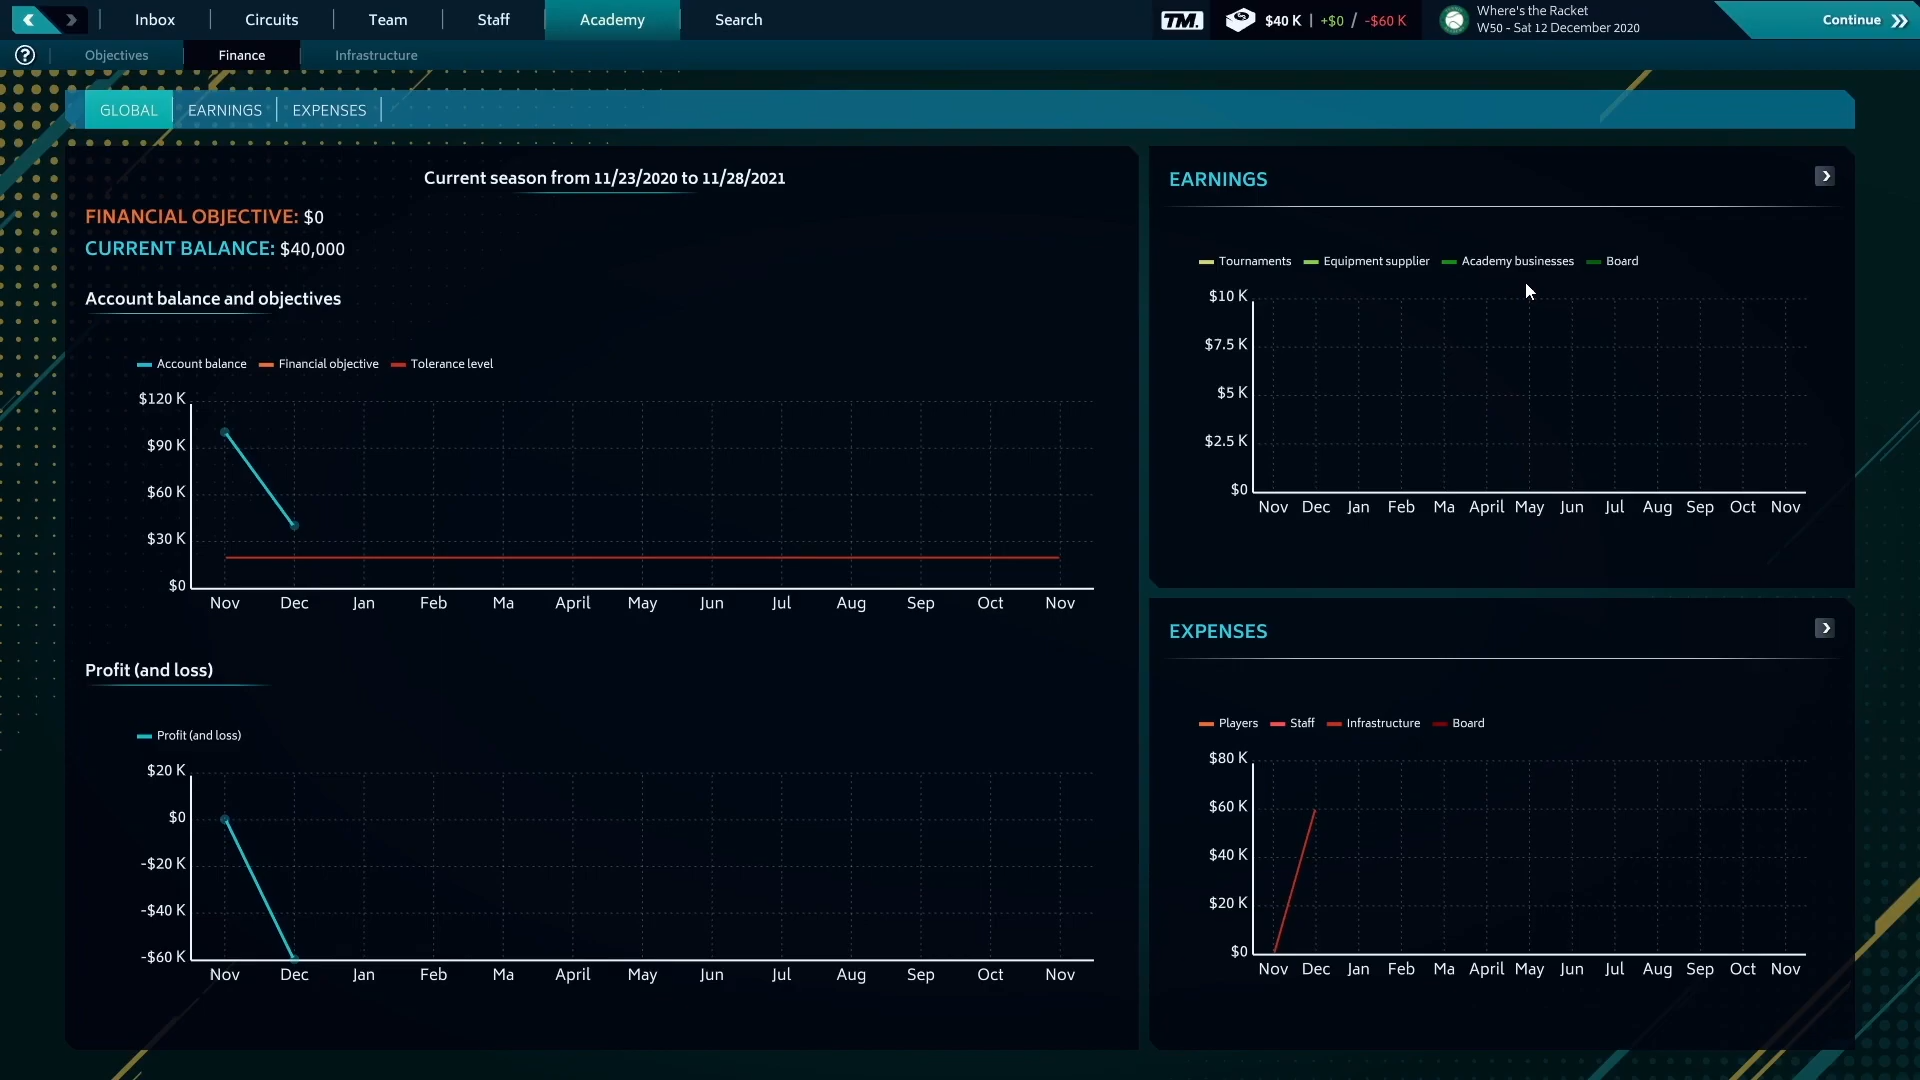 Inbox
Circuits
Team
Staff
Academy
Search
TM.
$40 K | +$0 / -$60 K
Where's the Racket
W50 - Sat 12 December 2020
Continue
Objectives
Finance
Infrastructure
GLOBAL
EARNINGS
EXPENSES
Current season from 11/23/2020 to 11/28/2021
FINANCIAL OBJECTIVE: $0
CURRENT BALANCE: $40,000
Account balance and objectives
Account balance
Financial objective
Tolerance level
$120 K
$90 K
$60 K
$30 K
$0
Nov Dec Jan Feb Ma April May Jun Jul Aug Sep Oct Nov
Profit (and loss)
Profit (and loss)
$20 K
$0
-$20 K
-$40 K
-$60 K
Nov Dec Jan Feb Ma April May Jun Jul Aug Sep Oct Nov
EARNINGS
Tournaments
Equipment supplier
Academy businesses
Board
$10 K
$7.5 K
$5 K
$2.5 K
$0
Nov Dec Jan Feb Ma April May Jun Jul Aug Sep Oct Nov
EXPENSES
Players
Staff
Infrastructure
Board
$80 K
$60 K
$40 K
$20 K
$0
Nov Dec Jan Feb Ma April May Jun Jul Aug Sep Oct Nov